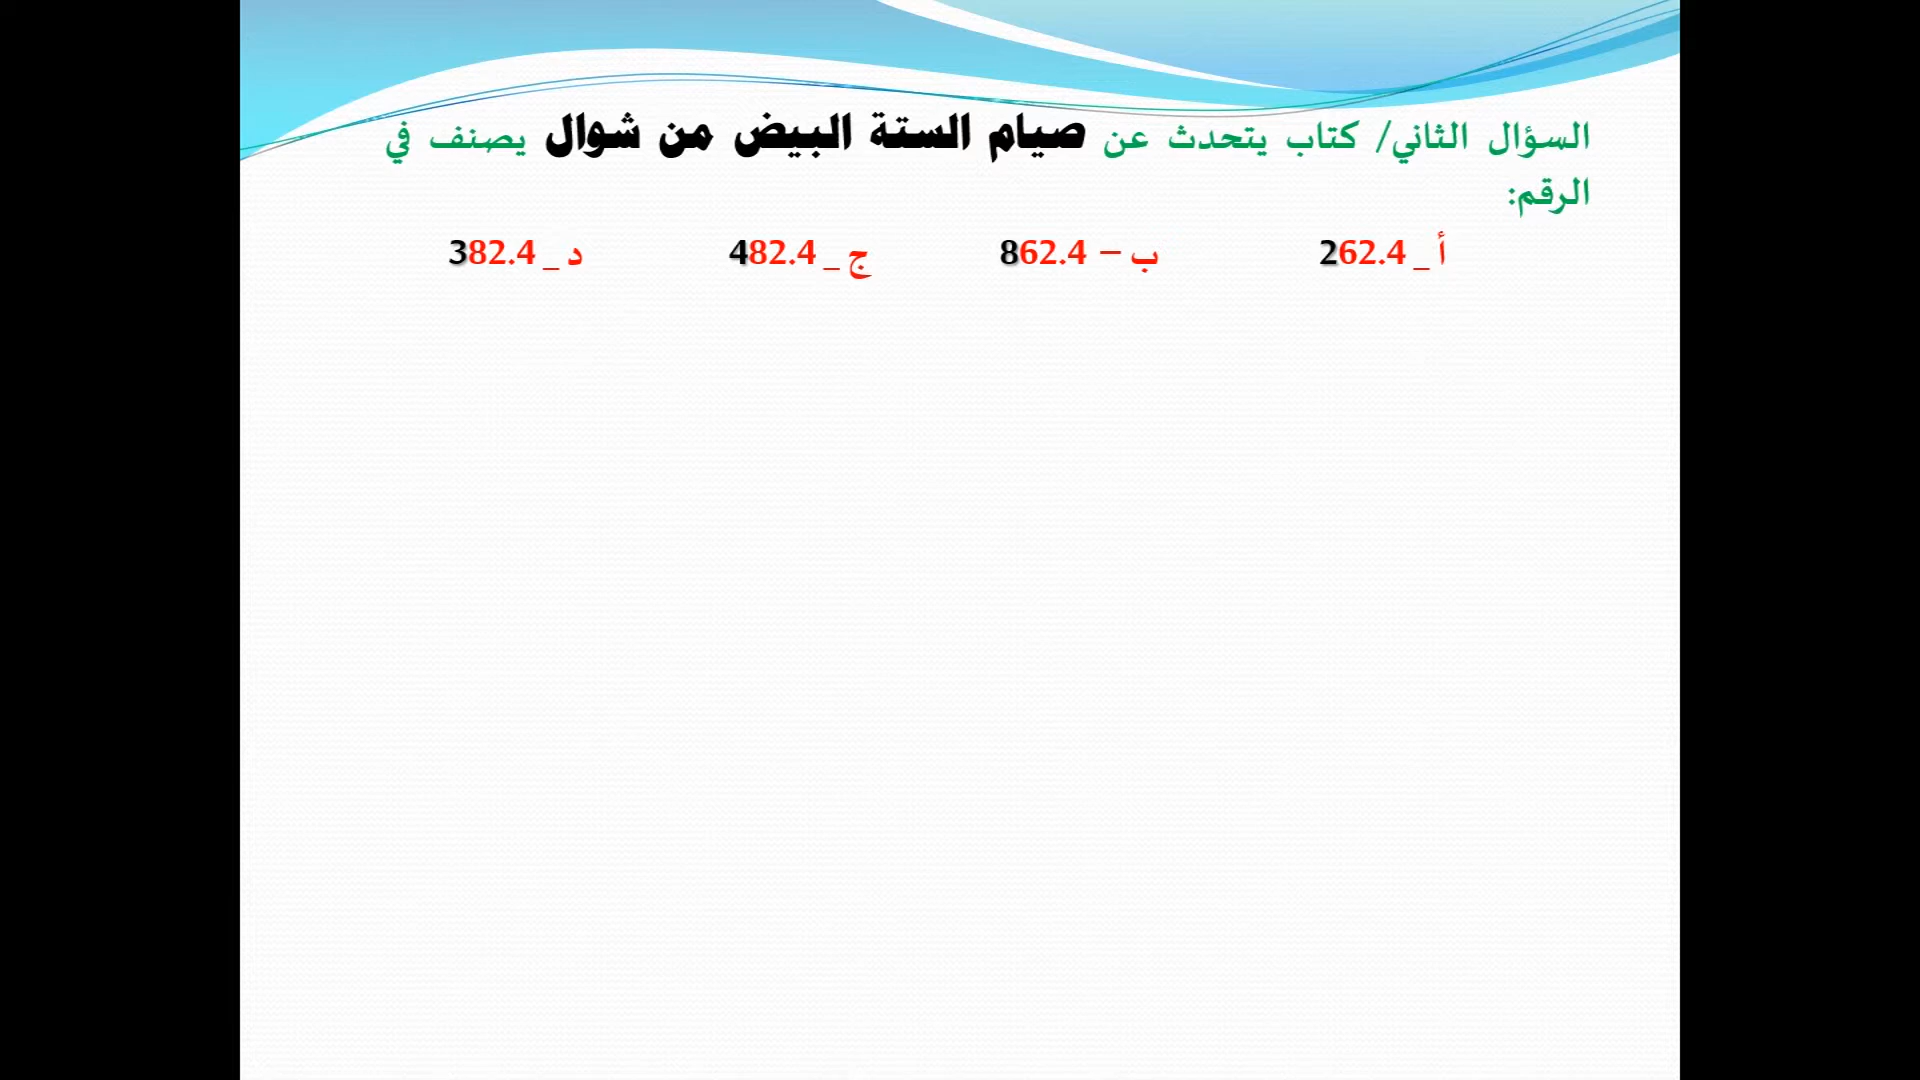 السؤال الثاني/ كتاب يتحدث عن صيام الستة البيض من شوال يصنف في
الرقم:
أ _ 262.4 ب – 862.4 ج _ 482.4 د _ 382.4